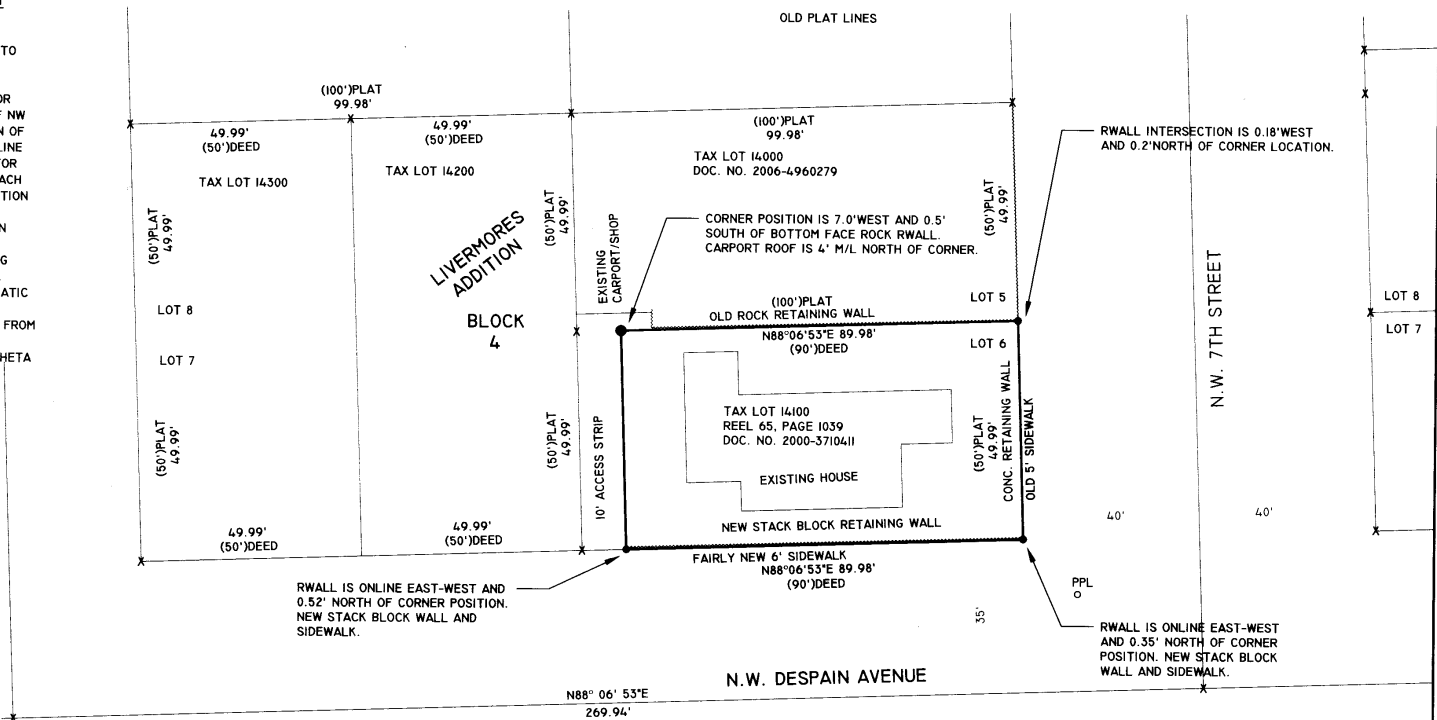 TO
OR
F NW
N OF
LINE
FOR
ACH
TION
N
G
ATIC
FROM
HETA
OLD PLAT LINES
(100')PLAT
99.98'
49.99'
(50')DEED
49.99'
(50')DEED
(100')PLAT
99.98'
TAX LOT 14300
TAX LOT 14200
TAX LOT 14000
DOC. NO. 2006-4960279
RWALL INTERSECTION IS 0.18'WEST
AND 0.2'NORTH OF CORNER LOCATION.
(50')PLAT
49.99'
LIVERMORES
ADDITION
(50')PLAT
49.99'
EXISTING
CARPORT/SHOP
CORNER POSITION IS 7.0'WEST AND 0.5'
SOUTH OF BOTTOM FACE ROCK RWALL.
CARPORT ROOF IS 4' M/L NORTH OF CORNER.
(50')PLAT
49.99'
N.W. 7TH STREET
LOT 8
BLOCK
4
(100')PLAT
OLD ROCK RETAINING WALL
LOT 5
LOT 8
LOT 7
LOT 7
N88°06'53"E 89.98'
(90')DEED
LOT 6
(50')PLAT
49.99'
(50')PLAT
49.99'
10' ACCESS STRIP
TAX LOT 14100
REEL 65, PAGE 1039
DOC. NO. 2000-3710411
EXISTING HOUSE
(50')PLAT
49.99'
CONC. RETAINING WALL
OLD 5' SIDEWALK
40'
40'
49.99'
(50')DEED
49.99'
(50')DEED
NEW STACK BLOCK RETAINING WALL
FAIRLY NEW 6' SIDEWALK
N88°06'53"E 89.98'
(90')DEED
RWALL IS ONLINE EAST-WEST AND
0.52' NORTH OF CORNER POSITION.
NEW STACK BLOCK WALL AND
SIDEWALK.
35'
PPL
RWALL IS ONLINE EAST-WEST
AND 0.35' NORTH OF CORNER
POSITION. NEW STACK BLOCK
WALL AND SIDEWALK.
N.W. DESPAIN AVENUE
N88° 06' 53"E
269.94'